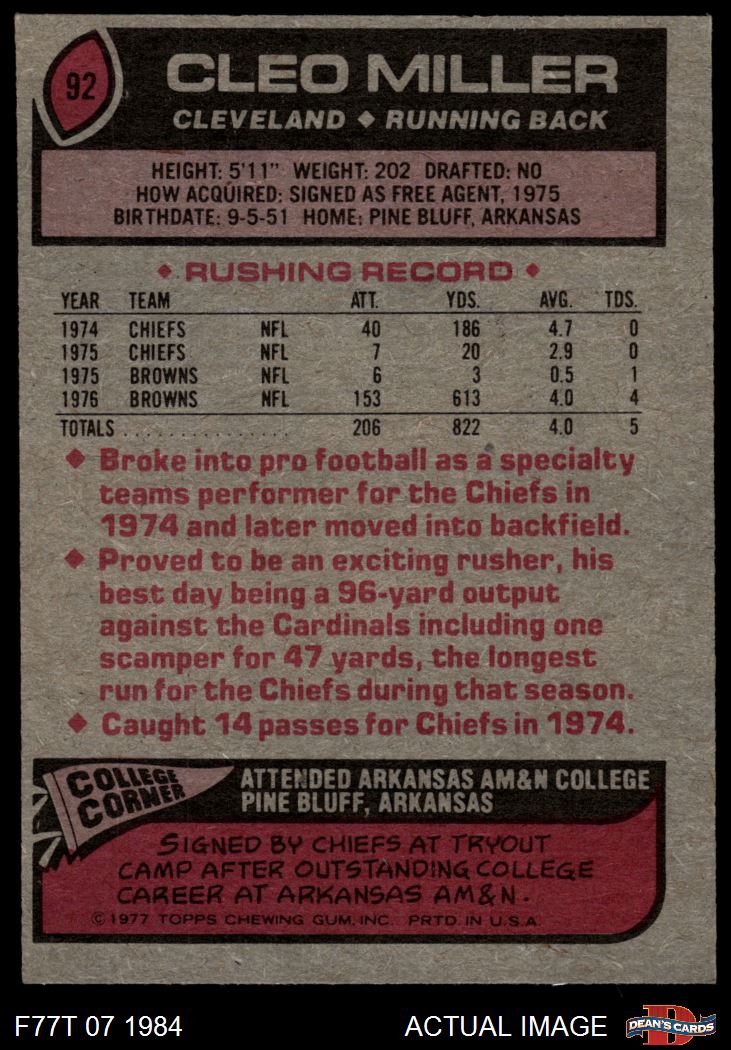 92
CLEO MILLER
CLEVELAND ◆ RUNNING BACK
HEIGHT: 5'11" WEIGHT: 202 DRAFTED: NO
HOW ACQUIRED: SIGNED AS FREE AGENT, 1975
BIRTHDATE: 9-5-51 HOME: PINE BLUFF, ARKANSAS
◆ RUSHING RECORD ◆
YEAR TEAM ATT. YDS. AVG. TDS.
1974 CHIEFS NFL 40 186 4.7 0
1975 CHIEFS NFL 7 20 2.9 0
1975 BROWNS NFL 6 3 0.5 1
1976 BROWNS NFL 153 613 4.0 4
TOTALS .................. 206 822 4.0 5
◆ Broke into pro football as a specialty
teams performer for the Chiefs in
1974 and later moved into backfield.
◆ Proved to be an exciting rusher, his
best day being a 96-yard output
against the Cardinals including one
scamper for 47 yards, the longest
run for the Chiefs during that season.
◆ Caught 14 passes for Chiefs in 1974.
COLLEGE
CORNER
ATTENDED ARKANSAS AM&N COLLEGE
PINE BLUFF, ARKANSAS
SIGNED BY CHIEFS AT TRYOUT
CAMP AFTER OUTSTANDING COLLEGE
CAREER AT ARKANSAS AM&N.
© 1977 TOPPS CHEWING GUM, INC. PRTD. IN U.S.A.
F77T 07 1984 ACTUAL IMAGE
DEAN'S CARDS